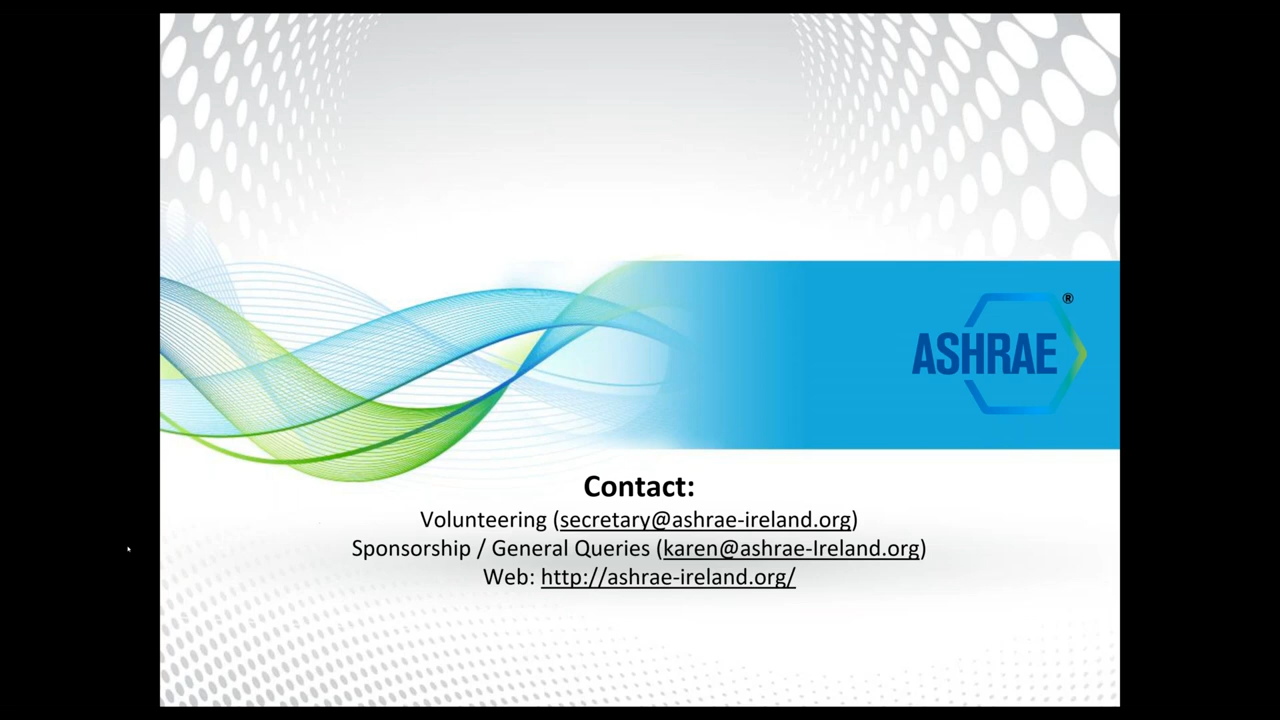 ASHRAE®
Contact:
Volunteering (secretary@ashrae-ireland.org)
Sponsorship / General Queries (karen@ashrae-Ireland.org)
Web: http://ashrae-ireland.org/